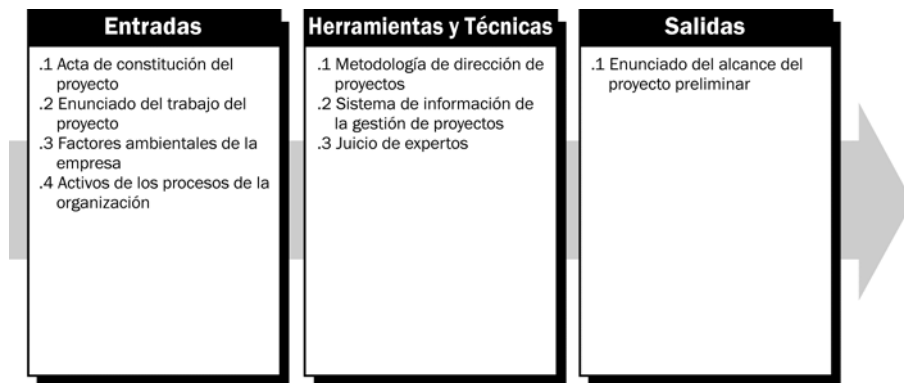 Entradas
.1 Acta de constitución del
proyecto
.2 Enunciado del trabajo del
proyecto
.3 Factores ambientales de la
empresa
.4 Activos de los procesos de la
organización
Herramientas y Técnicas
.1 Metodología de dirección de
proyectos
.2 Sistema de información de
la gestión de proyectos
.3 Juicio de expertos
Salidas
.1 Enunciado del alcance del
proyecto preliminar